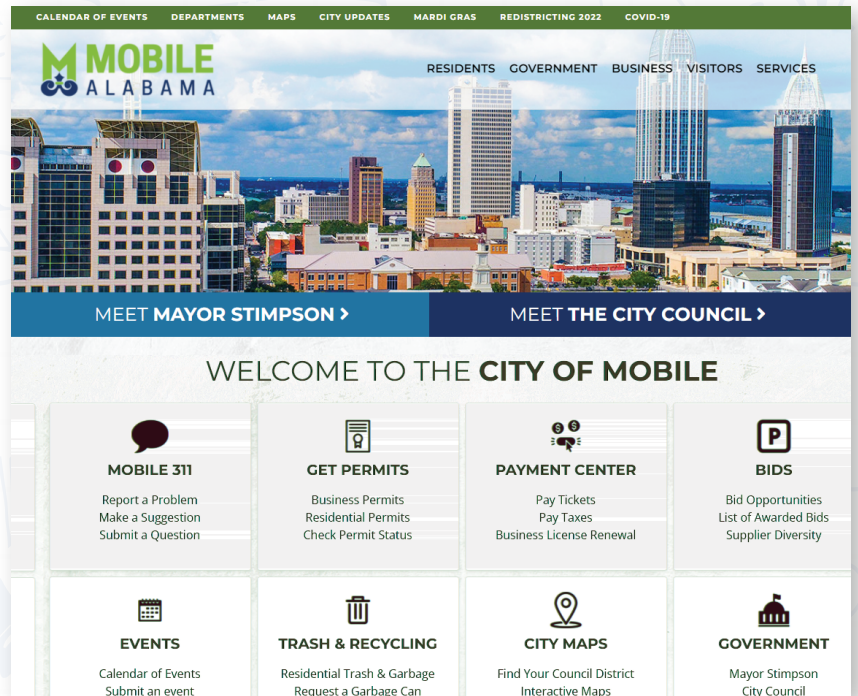 CALENDAR OF EVENTS DEPARTMENTS MAPS CITY UPDATES MARDI GRAS REDISTRICTING 2022 COVID-19
MOBILE
ALABAMA
RESIDENTS GOVERNMENT BUSINESS VISITORS SERVICES
MEET MAYOR STIMPSON > MEET THE CITY COUNCIL >
WELCOME TO THE CITY OF MOBILE
P
MOBILE 311 GET PERMITS PAYMENT CENTER BIDS
Report a Problem Business Permits Pay Tickets Bid Opportunities
Make a Suggestion Residential Permits Pay Taxes List of Awarded Bids
Submit a Question Check Permit Status Business License Renewal Supplier Diversity
EVENTS TRASH & RECYCLING CITY MAPS GOVERNMENT
Calendar of Events Residential Trash & Garbage Find Your Council District Mayor Stimpson
Submit an event Request a Garbage Can Interactive Maps City Council